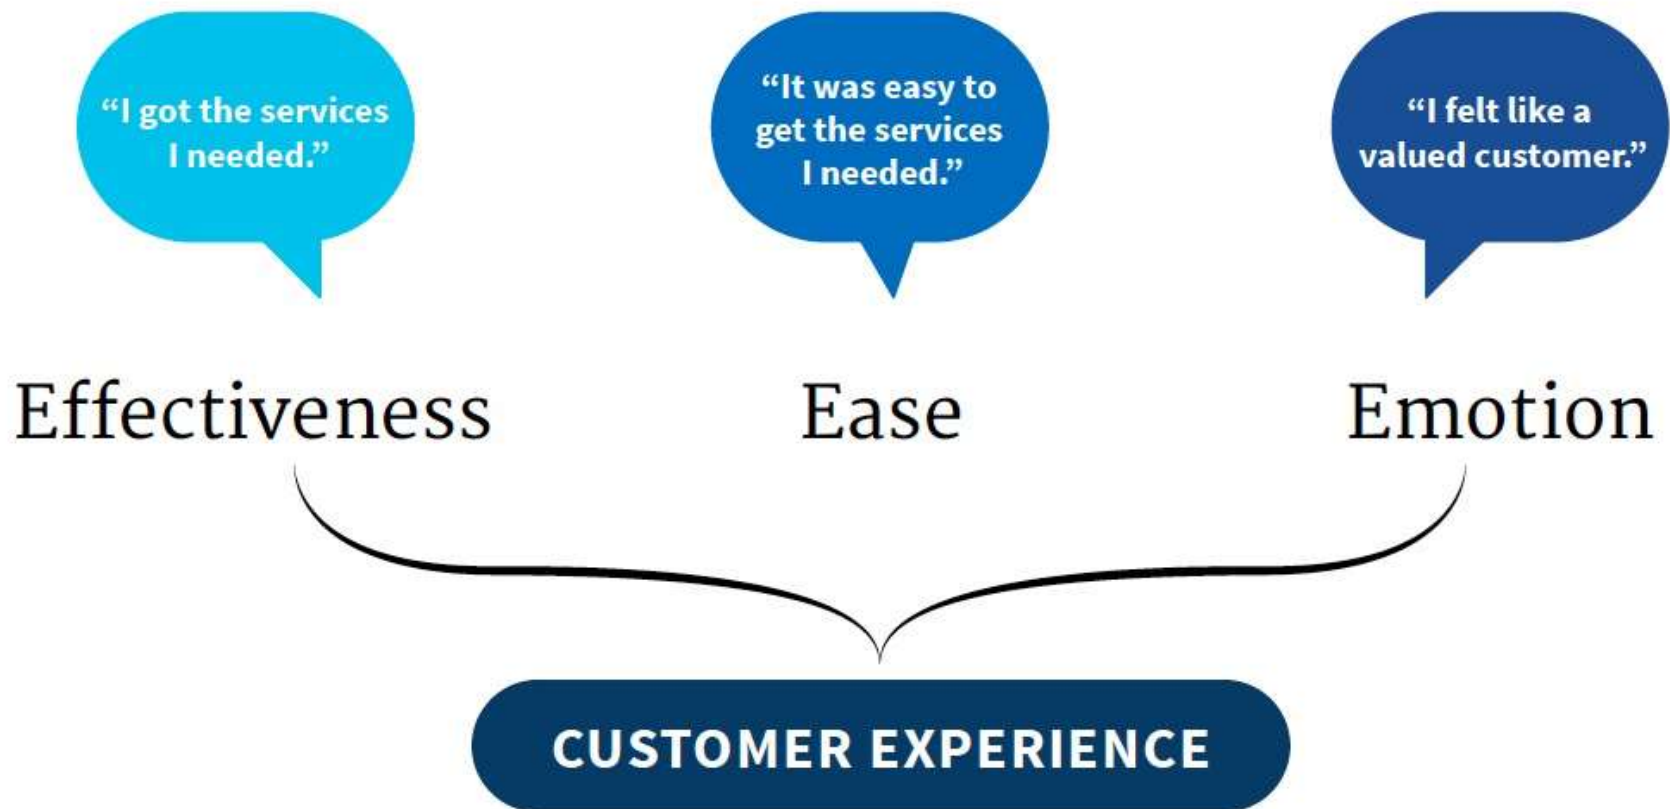 “I got the services
I needed.”
“It was easy to
get the services
I needed.”
“I felt like a
valued customer.”
Effectiveness
Ease
Emotion
CUSTOMER EXPERIENCE